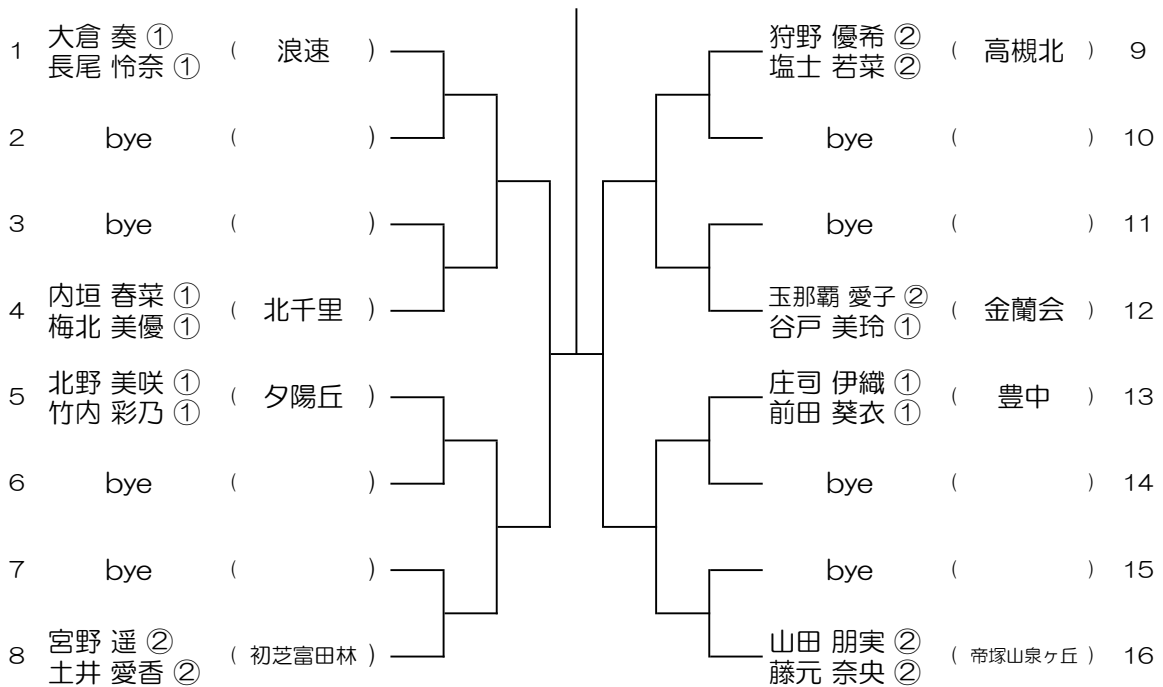 1 大倉 奏 ① ( 浪速 )
長尾 怜奈 ①
2 bye ( )
3 bye ( )
4 内垣 春菜 ① ( 北千里 )
梅北 美優 ①
5 北野 美咲 ① ( 夕陽丘 )
竹内 彩乃 ①
6 bye ( )
7 bye ( )
8 宮野 遥 ② ( 初芝富田林 )
土井 愛香 ②
狩野 優希 ② ( 高槻北 ) 9
塩士 若菜 ②
bye ( ) 10
bye ( ) 11
玉那覇 愛子 ② ( 金蘭会 ) 12
谷戸 美玲 ①
庄司 伊織 ① ( 豊中 ) 13
前田 葵衣 ①
bye ( ) 14
bye ( ) 15
山田 朋実 ② ( 帝塚山泉ヶ丘 ) 16
藤元 奈央 ②